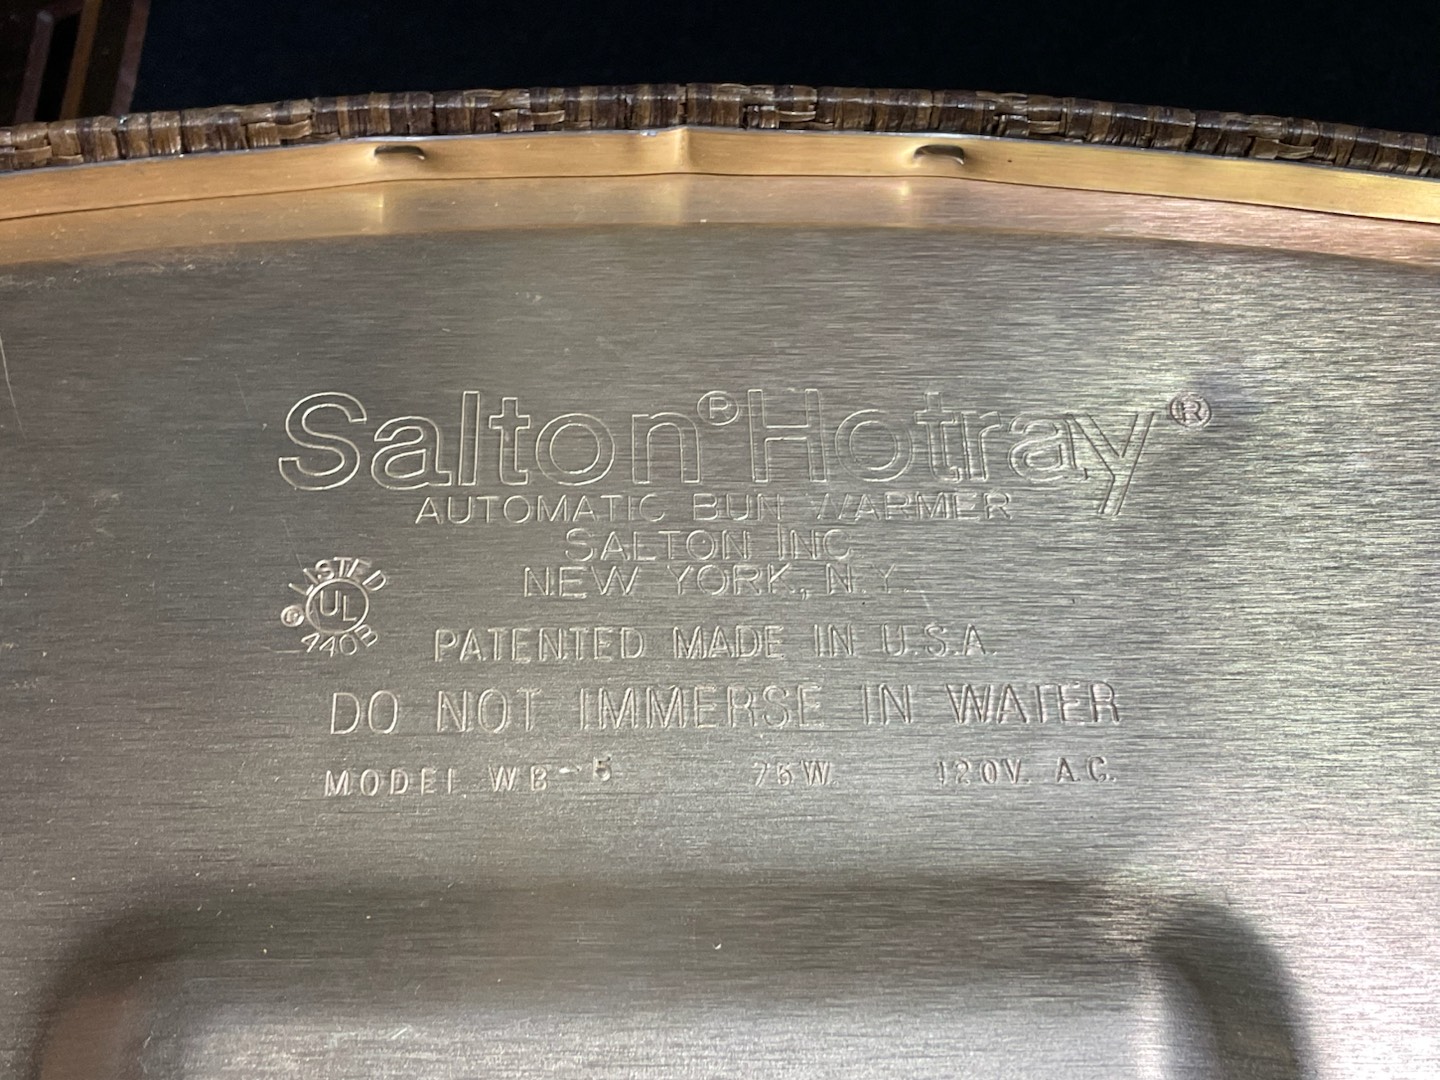 Salton® Hotray®
AUTOMATIC BUN WARMER
SALTON INC
NEW YORK, N.Y.
LISTED
UL
®
440B
PATENTED MADE IN U.S.A.
DO NOT IMMERSE IN WATER
MODEL WB-5 75W. 120V. A.C.